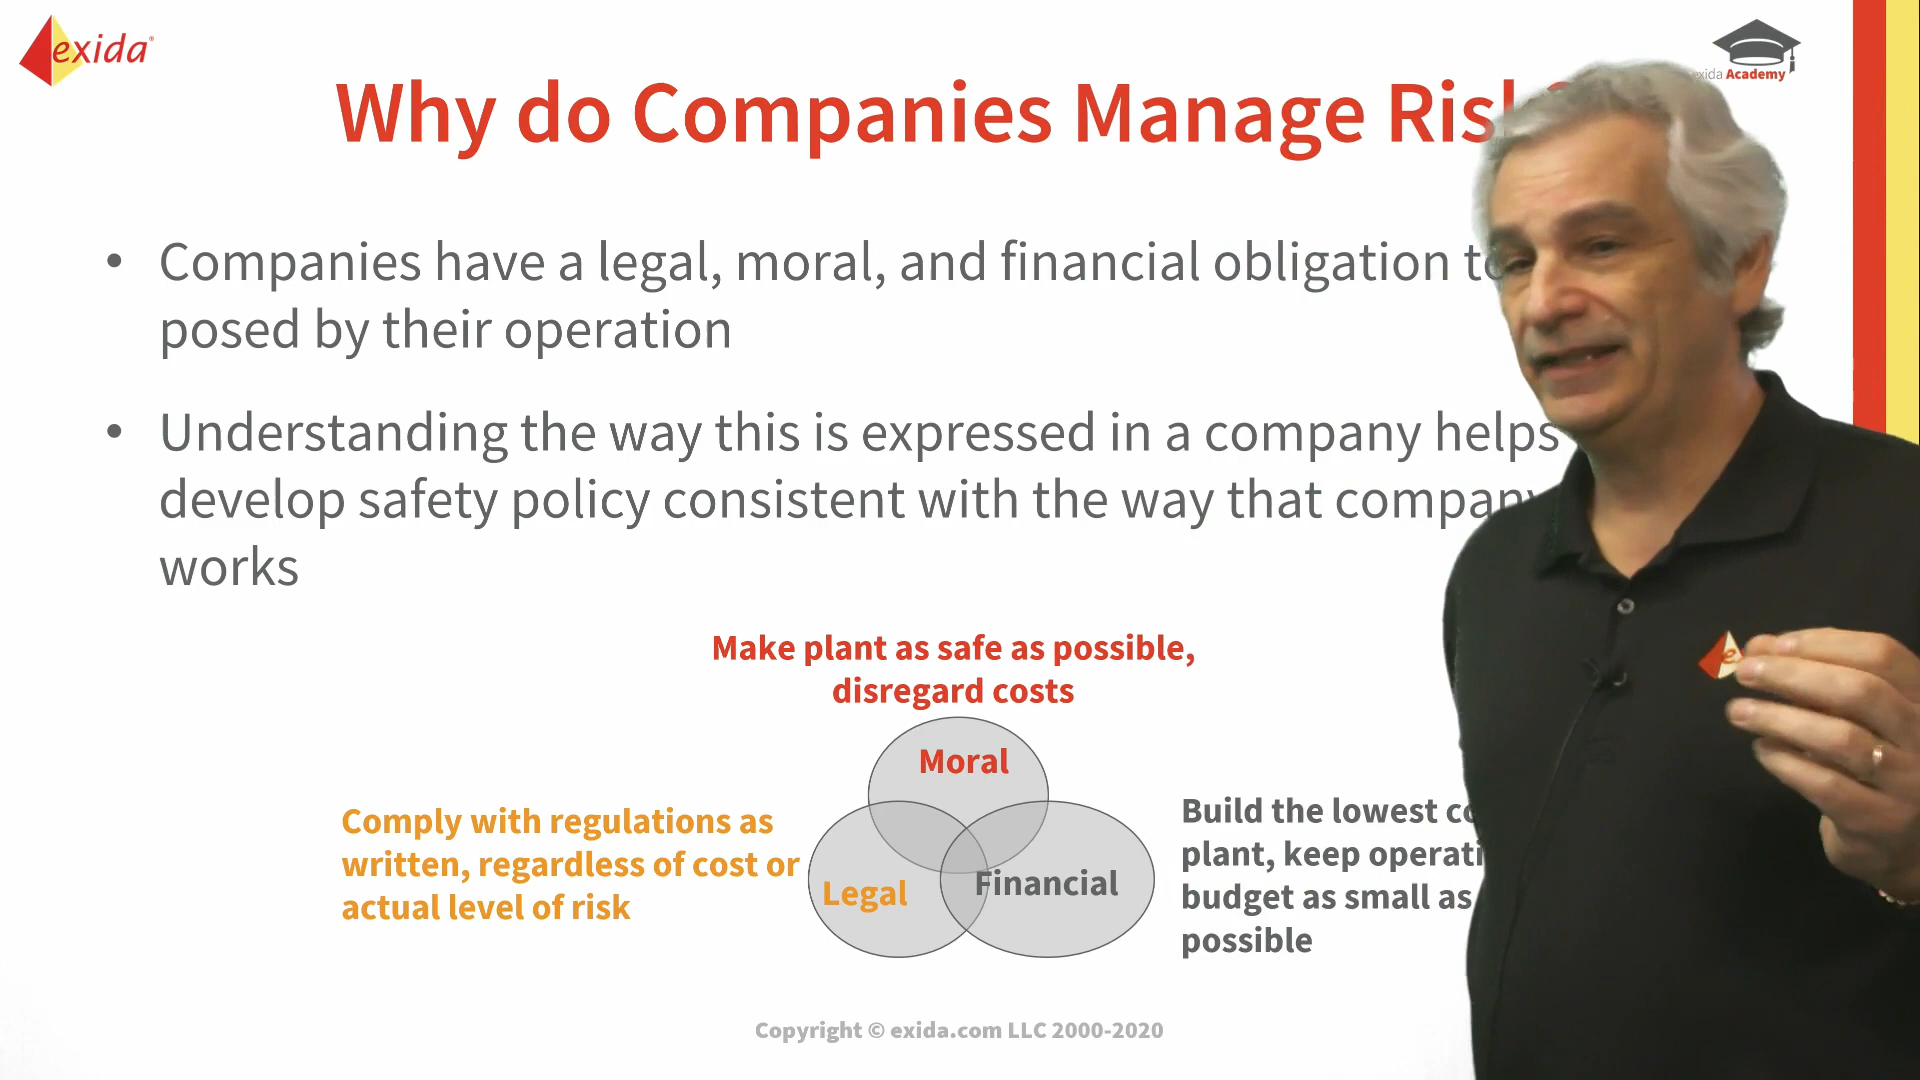 exida
exida Academy
Why do Companies Manage
• Companies have a legal, moral, and financial obligation
posed by their operation
• Understanding the way this is expressed in a company helps
develop safety policy consistent with the way that company
works
Make plant as safe as possible,
disregard costs
Moral
Comply with regulations as
written, regardless of cost or
actual level of risk
Legal
Financial
Build the lowest
plant, keep
budget as small as
possible
Copyright © exida.com LLC 2000-2020